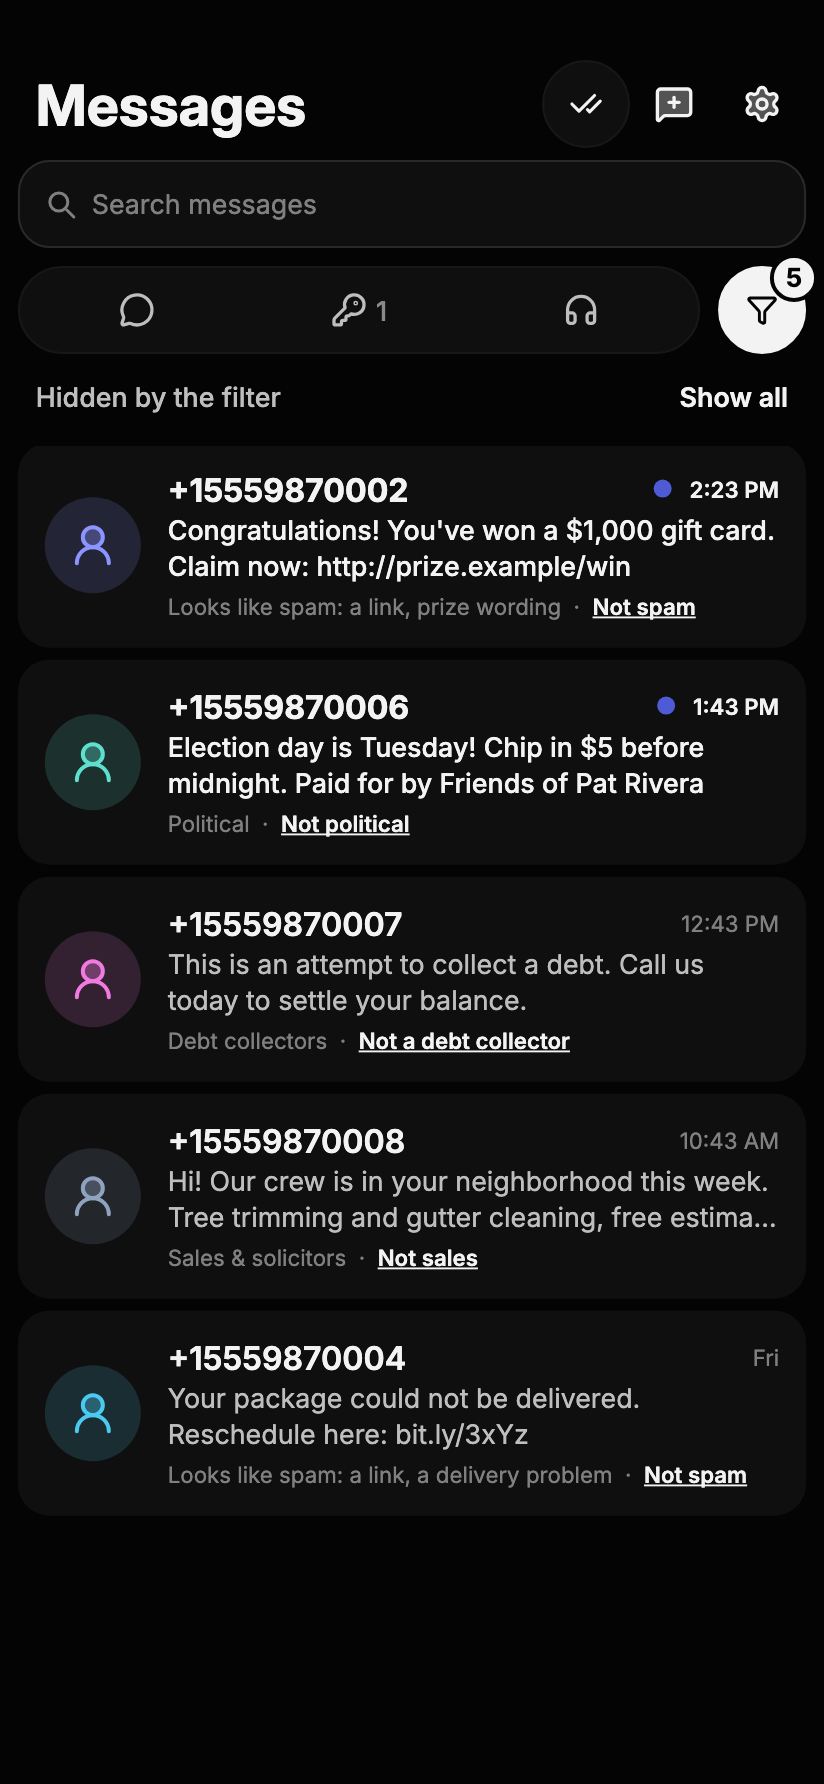 Messages
Search messages
1
5
Hidden by the filter
Show all
+15559870002
2:23 PM
Congratulations! You've won a $1,000 gift card.
Claim now: http://prize.example/win
Looks like spam: a link, prize wording · Not spam
+15559870006
1:43 PM
Election day is Tuesday! Chip in $5 before
midnight. Paid for by Friends of Pat Rivera
Political · Not political
+15559870007
12:43 PM
This is an attempt to collect a debt. Call us
today to settle your balance.
Debt collectors · Not a debt collector
+15559870008
10:43 AM
Hi! Our crew is in your neighborhood this week.
Tree trimming and gutter cleaning, free estima...
Sales & solicitors · Not sales
+15559870004
Fri
Your package could not be delivered.
Reschedule here: bit.ly/3xYz
Looks like spam: a link, a delivery problem · Not spam